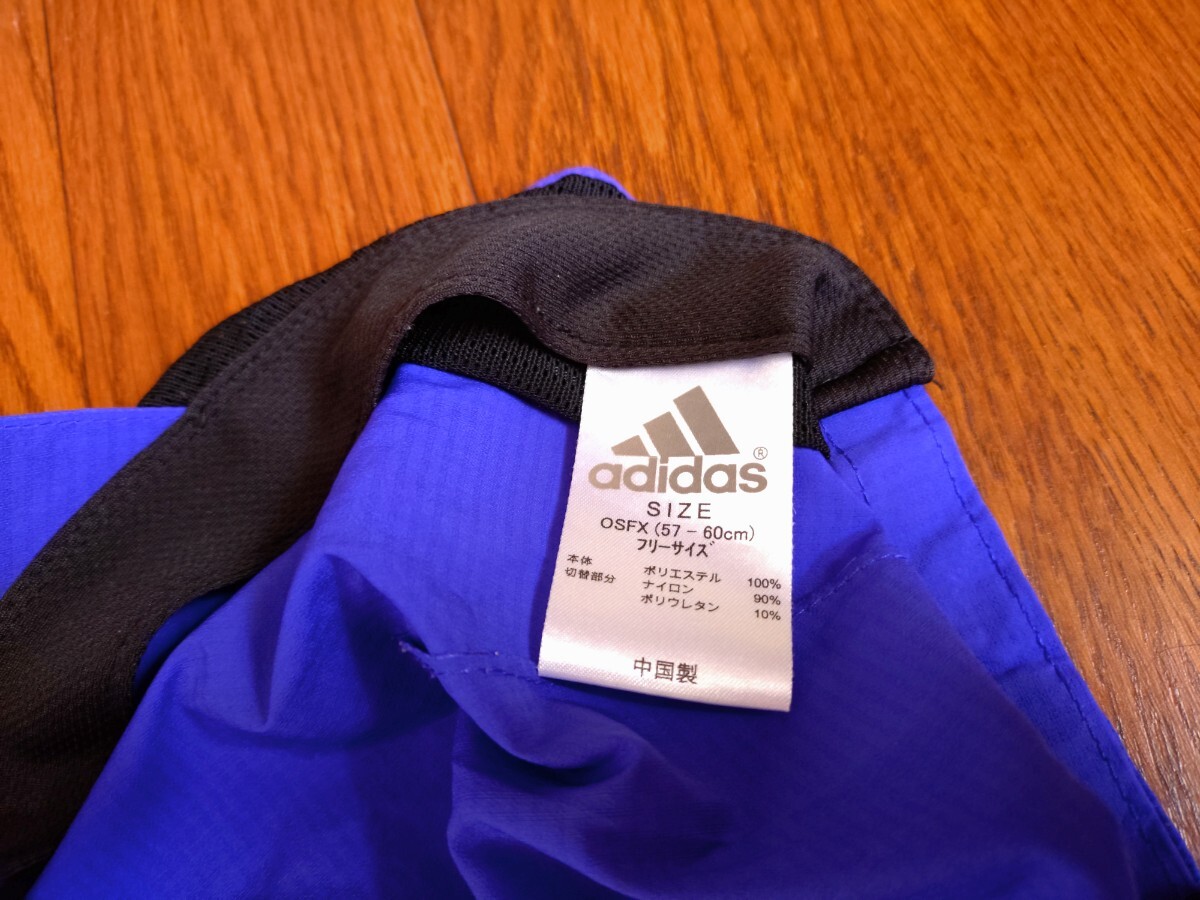 adidas®
SIZE
OSFX (57 - 60cm)
フリーサイズ
本体 ポリエステル 100%
切替部分 ナイロン 90%
ポリウレタン 10%
中国製